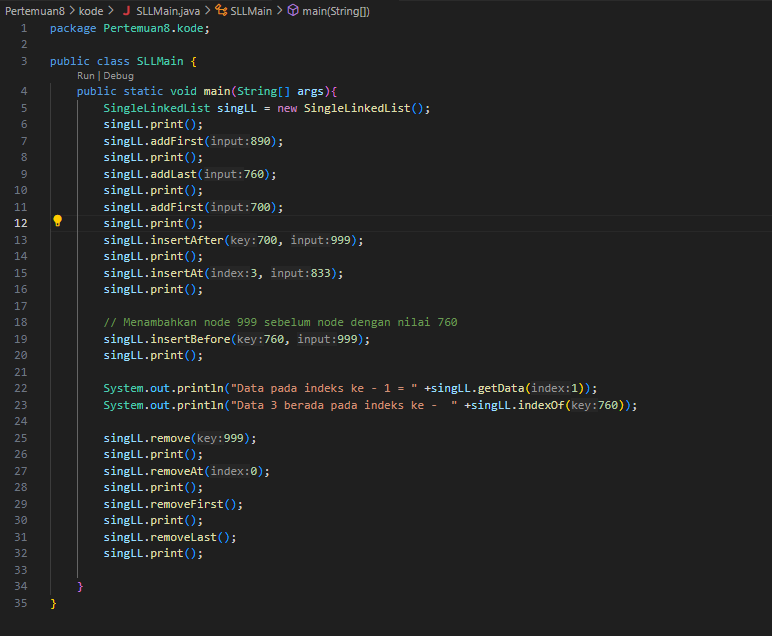 Pertemuan8 > kode > J SLLMain.java > SLLMain > main(String[])
1 package Pertemuan8.kode;
2
3 public class SLLMain {
Run | Debug
4 public static void main(String[] args){
5 SingleLinkedList singLL = new SingleLinkedList();
6 singLL.print();
7 singLL.addFirst(input:890);
8 singLL.print();
9 singLL.addLast(input:760);
10 singLL.print();
11 singLL.addFirst(input:700);
12 singLL.print();
13 singLL.insertAfter(key:700, input:999);
14 singLL.print();
15 singLL.insertAt(index:3, input:833);
16 singLL.print();
17
18 // Menambahkan node 999 sebelum node dengan nilai 760
19 singLL.insertBefore(key:760, input:999);
20 singLL.print();
21
22 System.out.println("Data pada indeks ke - 1 = " +singLL.getData(index:1));
23 System.out.println("Data 3 berada pada indeks ke -  " +singLL.indexOf(key:760));
24
25 singLL.remove(key:999);
26 singLL.print();
27 singLL.removeAt(index:0);
28 singLL.print();
29 singLL.removeFirst();
30 singLL.print();
31 singLL.removeLast();
32 singLL.print();
33
34 }
35 }